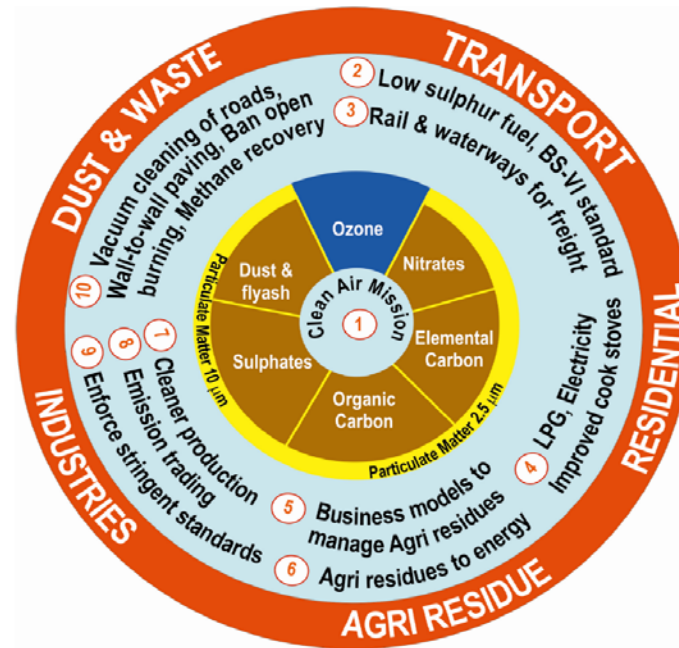 DUST & WASTE
TRANSPORT
RESIDENTIAL
AGRI RESIDUE
INDUSTRIES
2 Low sulphur fuel, BS-VI standard
3 Rail & waterways for freight
4 LPG, Electricity
Improved cook stoves
5 Business models to
manage Agri residues
6 Agri residues to energy
7 Cleaner production
8 Emission trading
9 Enforce stringent standards
10 Vacuum cleaning of roads,
Wall-to-wall paving, Ban open
burning, Methane recovery
Particulate Matter 10 µm
Particulate Matter 2.5 µm
Ozone
Nitrates
Elemental
Carbon
Organic
Carbon
Sulphates
Dust &
flyash
Clean Air Mission
1